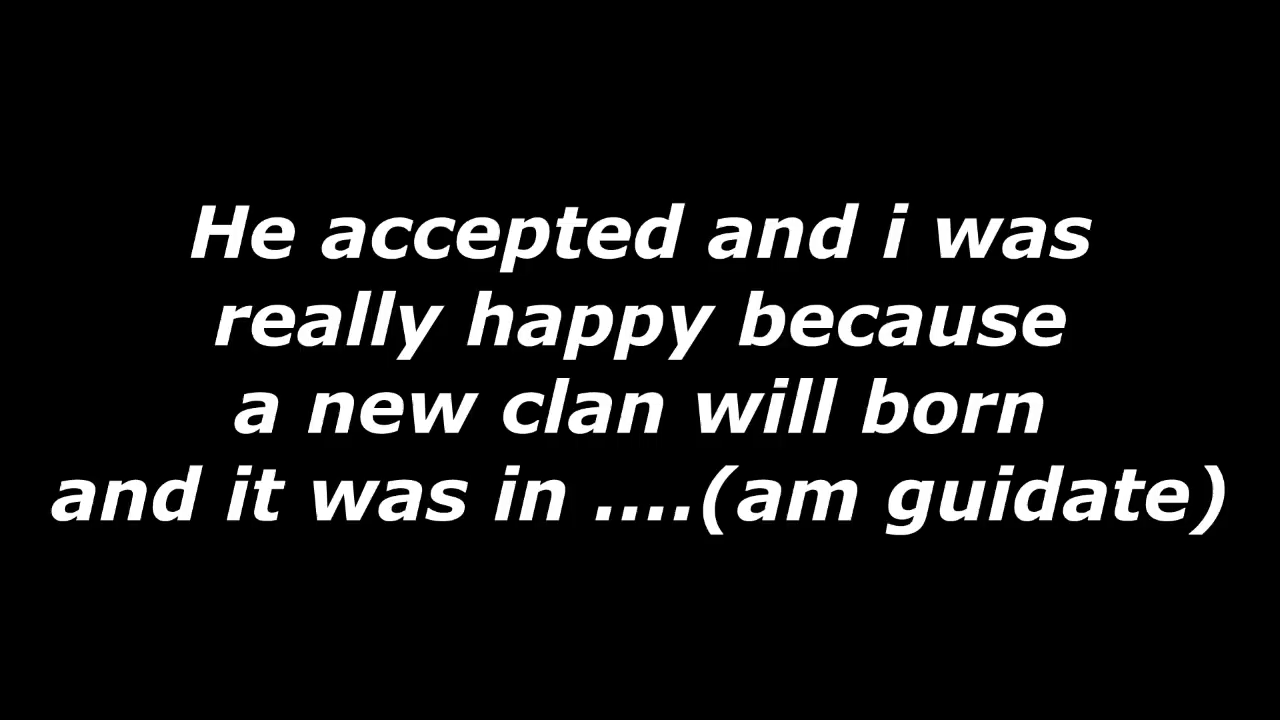 He accepted and i was
really happy because
a new clan will born
and it was in ....(am guidate)